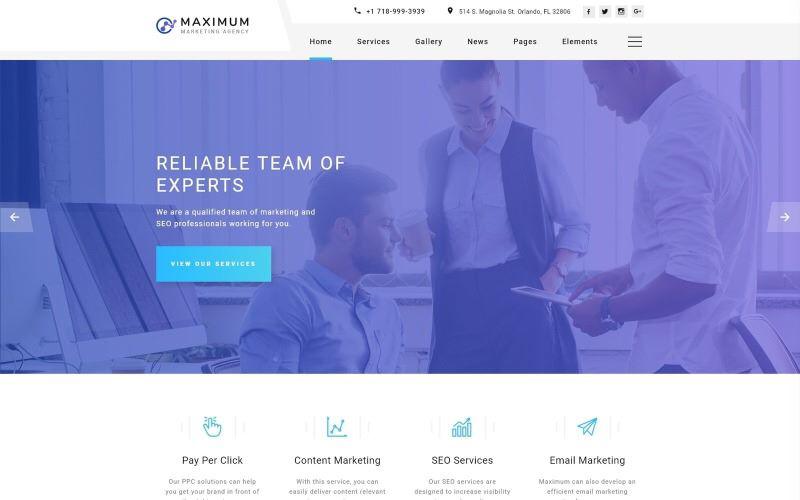 MAXIMUM
MARKETING AGENCY
+1 718-999-3939
514 S. Magnolia St. Orlando, FL 32806
Home
Services
Gallery
News
Pages
Elements
RELIABLE TEAM OF
EXPERTS
We are a qualified team of marketing and
SEO professionals working for you.
VIEW OUR SERVICES
Pay Per Click
Our PPC solutions can help
you get your brand in front of
Content Marketing
With this service, you can
easily deliver content relevant
SEO Services
Our SEO services are
designed to increase visibility
Email Marketing
Maximum can also develop an
efficient email marketing